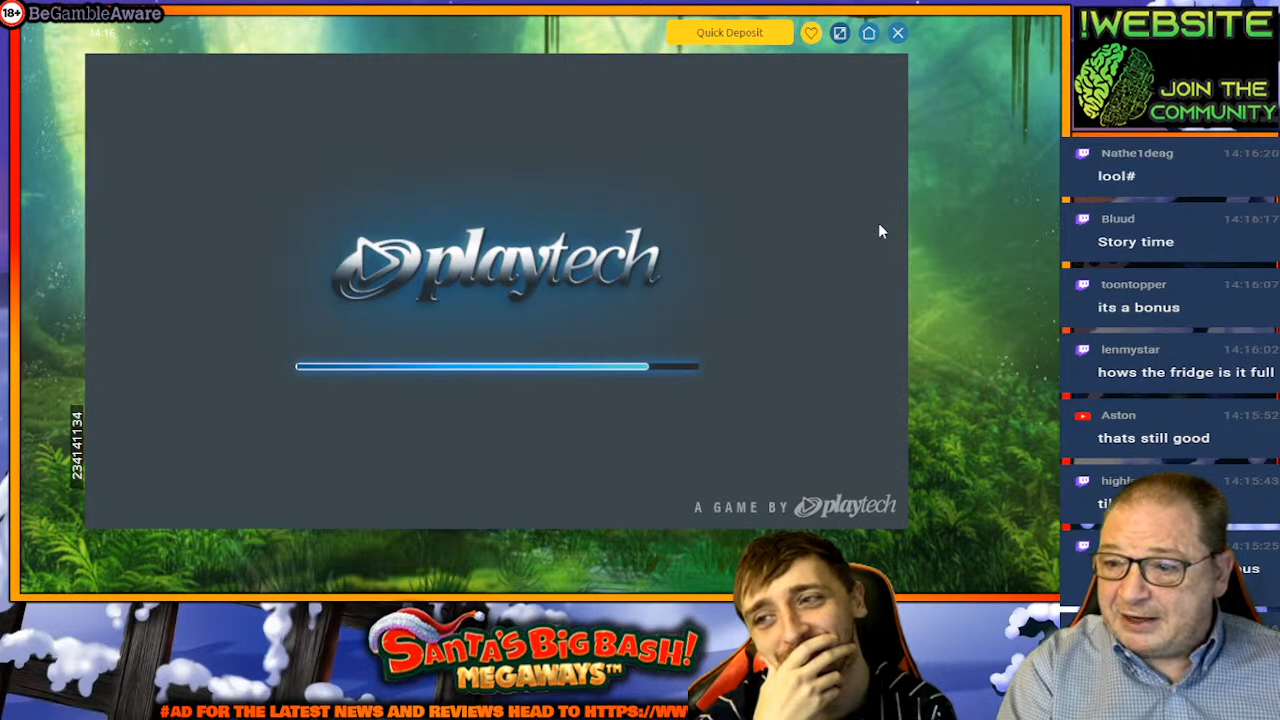 18+ BeGambleAware
14:16
Quick Deposit
playtech
A GAME BY playtech
234141134
!WEBSITE
JOIN THE
COMMUNITY
Nathe1deag 14:16:20
lool#
Bluud 14:16:17
Story time
toontopper 14:16:07
its a bonus
lenmystar 14:16:02
hows the fridge is it full
Aston 14:15:52
thats still good
14:15:43
14:15:25
SANTA'S BIG BASH!
MEGAWAYS™
#AD FOR THE LATEST NEWS AND REVIEWS HEAD TO HTTPS://WW